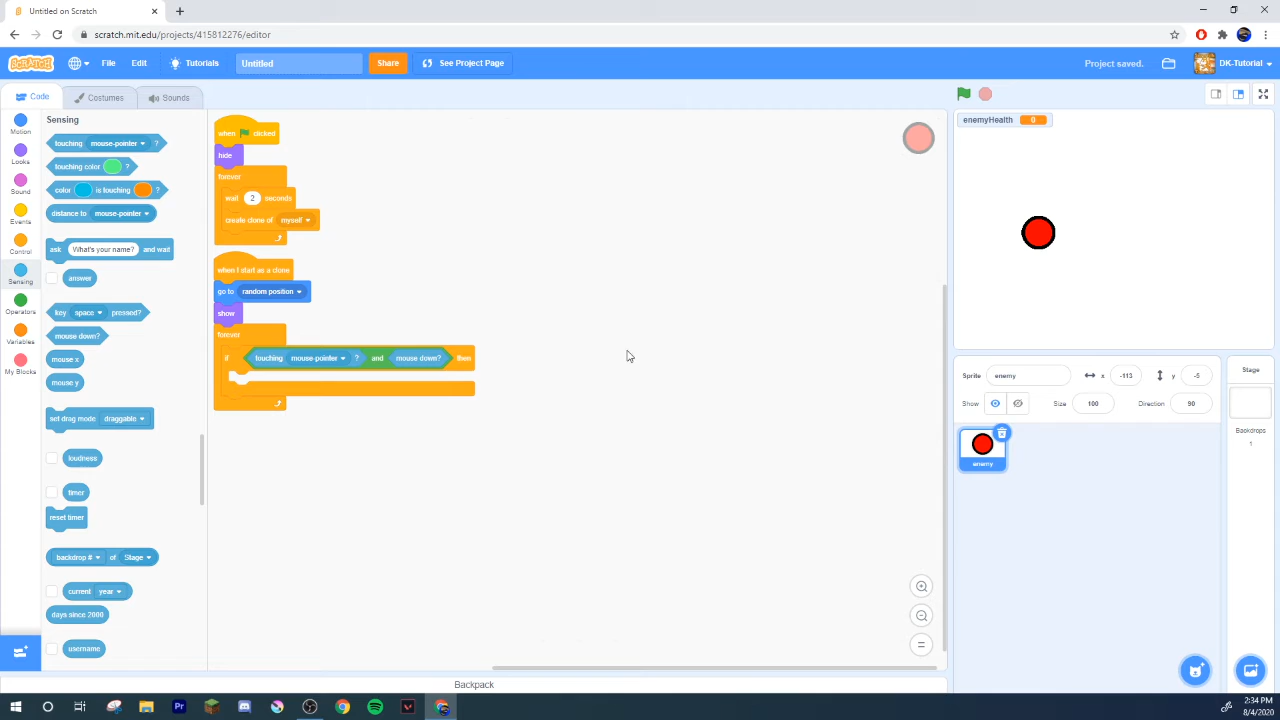 Untitled on Scratch
scratch.mit.edu/projects/415812276/editor
SCRATCH
File
Edit
Tutorials
Untitled
Share
See Project Page
Project saved.
DK-Tutorial
Code
Costumes
Sounds
Motion
Looks
Sound
Events
Control
Sensing
Operators
Variables
My Blocks
Sensing
touching mouse-pointer ?
touching color ?
color is touching ?
distance to mouse-pointer
ask What's your name? and wait
answer
key space pressed?
mouse down?
mouse x
mouse y
set drag mode draggable
loudness
timer
reset timer
backdrop # of Stage
current year
days since 2000
username
when clicked
hide
forever
wait 2 seconds
create clone of myself
when I start as a clone
go to random position
show
forever
if touching mouse-pointer ? and mouse down? then
Backpack
enemyHealth 0
Sprite enemy x -113 y -5
Show Size 100 Direction 90
enemy
Stage
Backdrops
1
2:34 PM
8/4/2020